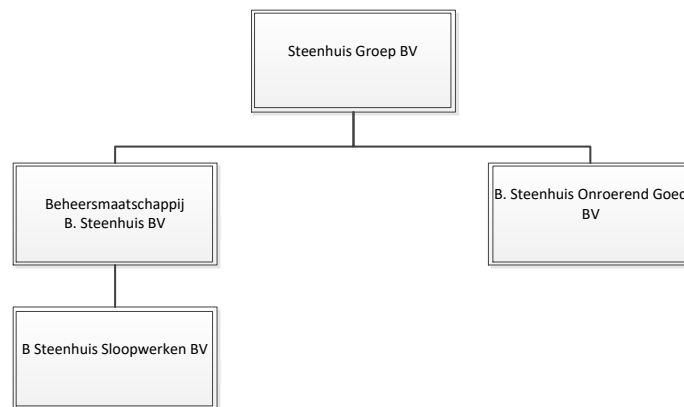 Steenhuis Groep BV
Beheersmaatschappij
B. Steenhuis BV
B. Steenhuis Onroerend Goed
BV
B Steenhuis Sloopwerken BV